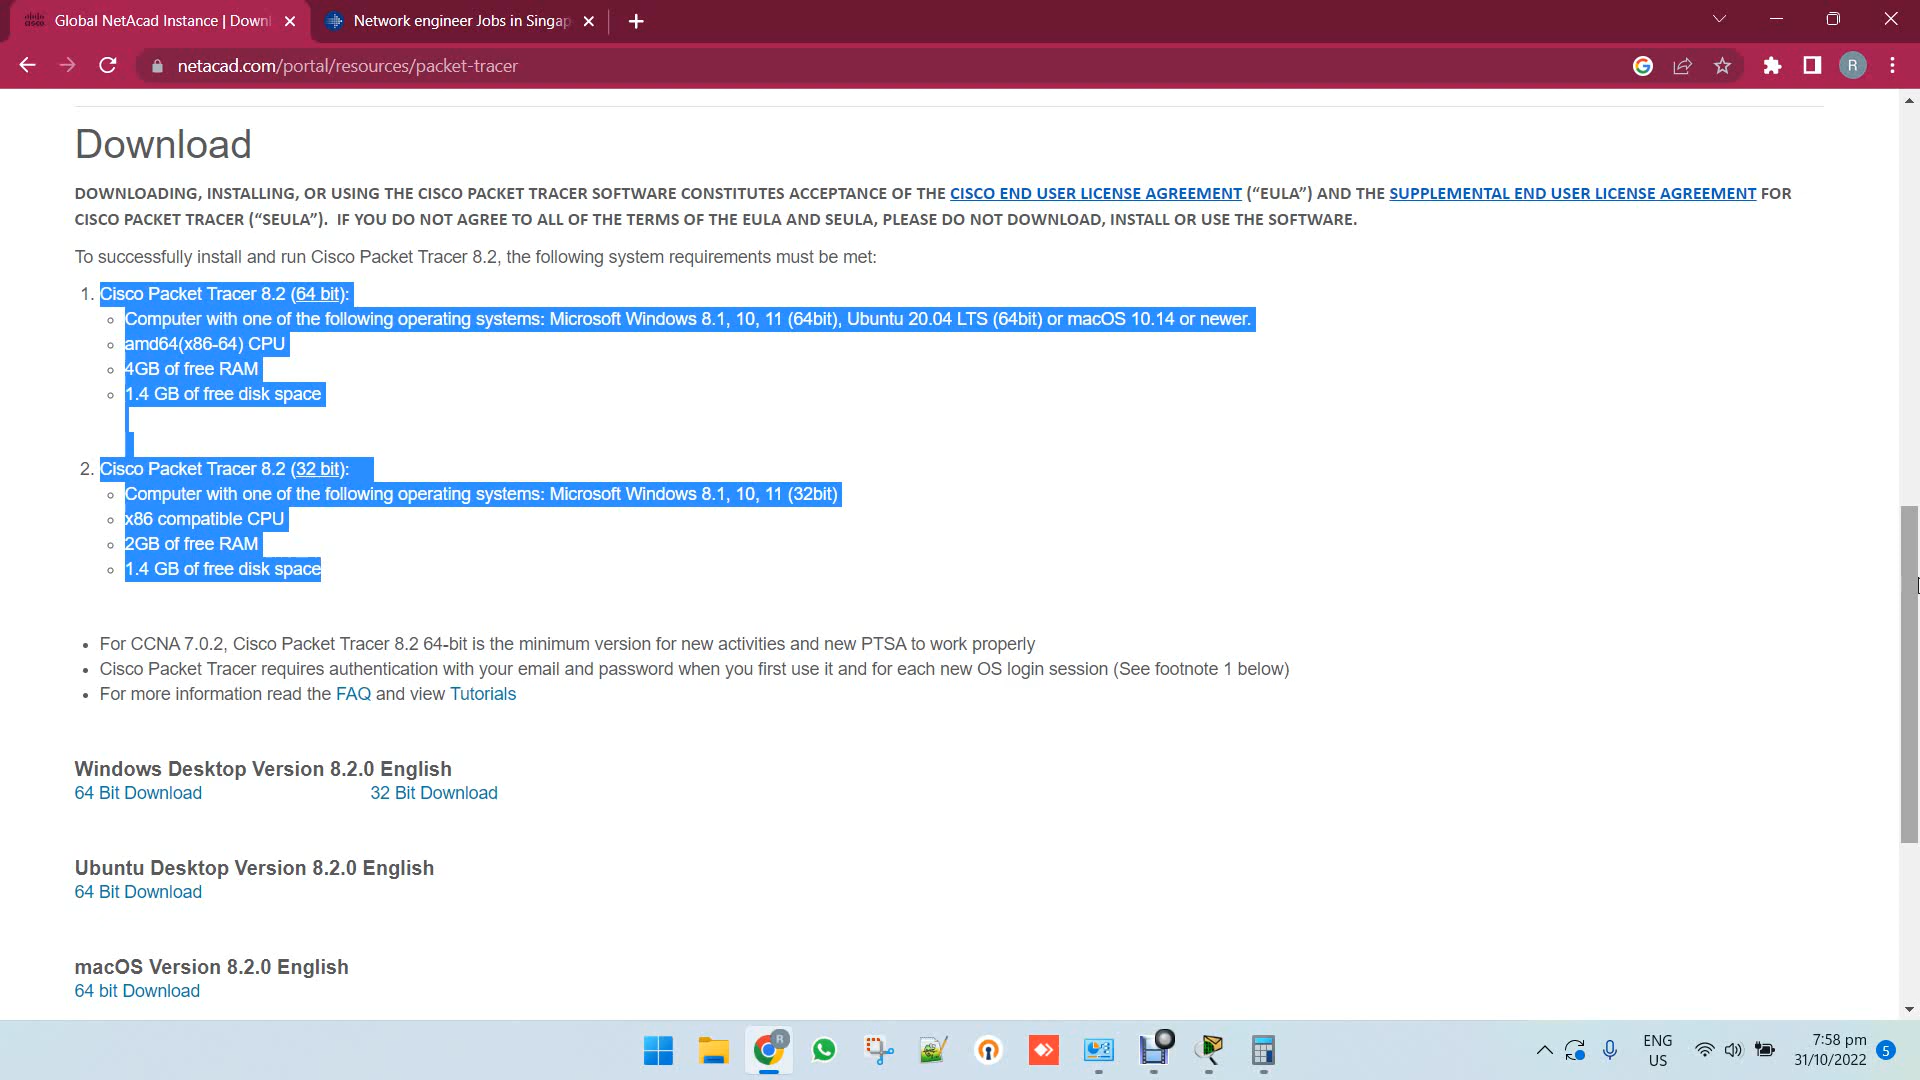 Global NetAcad Instance | Downl
Network engineer Jobs in Singap
netacad.com/portal/resources/packet-tracer
R
Download
DOWNLOADING, INSTALLING, OR USING THE CISCO PACKET TRACER SOFTWARE CONSTITUTES ACCEPTANCE OF THE CISCO END USER LICENSE AGREEMENT (“EULA”) AND THE SUPPLEMENTAL END USER LICENSE AGREEMENT FOR
CISCO PACKET TRACER (“SEULA”). IF YOU DO NOT AGREE TO ALL OF THE TERMS OF THE EULA AND SEULA, PLEASE DO NOT DOWNLOAD, INSTALL OR USE THE SOFTWARE.
To successfully install and run Cisco Packet Tracer 8.2, the following system requirements must be met:
1. Cisco Packet Tracer 8.2 (64 bit):
Computer with one of the following operating systems: Microsoft Windows 8.1, 10, 11 (64bit), Ubuntu 20.04 LTS (64bit) or macOS 10.14 or newer.
amd64(x86-64) CPU
4GB of free RAM
1.4 GB of free disk space
2. Cisco Packet Tracer 8.2 (32 bit):
Computer with one of the following operating systems: Microsoft Windows 8.1, 10, 11 (32bit)
x86 compatible CPU
2GB of free RAM
1.4 GB of free disk space
For CCNA 7.0.2, Cisco Packet Tracer 8.2 64-bit is the minimum version for new activities and new PTSA to work properly
Cisco Packet Tracer requires authentication with your email and password when you first use it and for each new OS login session (See footnote 1 below)
For more information read the FAQ and view Tutorials
Windows Desktop Version 8.2.0 English
64 Bit Download 32 Bit Download
Ubuntu Desktop Version 8.2.0 English
64 Bit Download
macOS Version 8.2.0 English
64 bit Download
R
ENG
US
7:58 pm
31/10/2022
5